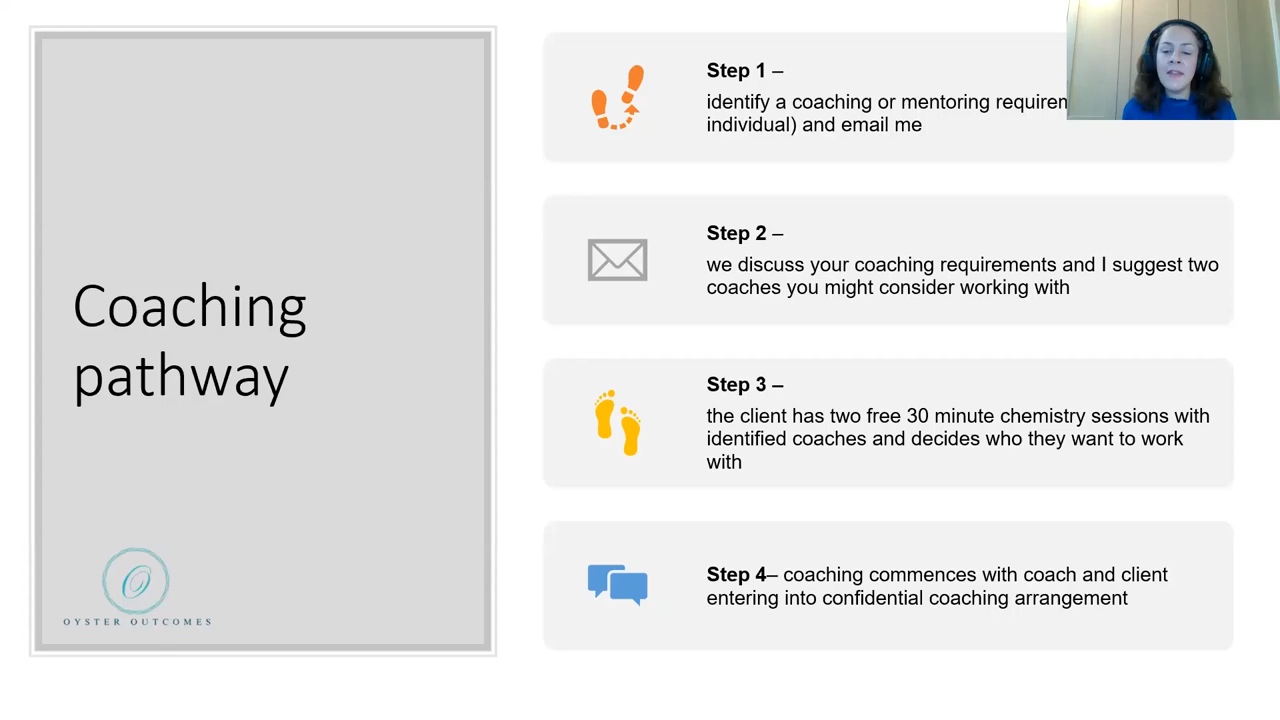 Coaching
pathway
OYSTER OUTCOMES
Step 1 –
identify a coaching or mentoring
individual) and email me
Step 2 –
we discuss your coaching requirements and I suggest two
coaches you might consider working with
Step 3 –
the client has two free 30 minute chemistry sessions with
identified coaches and decides who they want to work
with
Step 4– coaching commences with coach and client
entering into confidential coaching arrangement